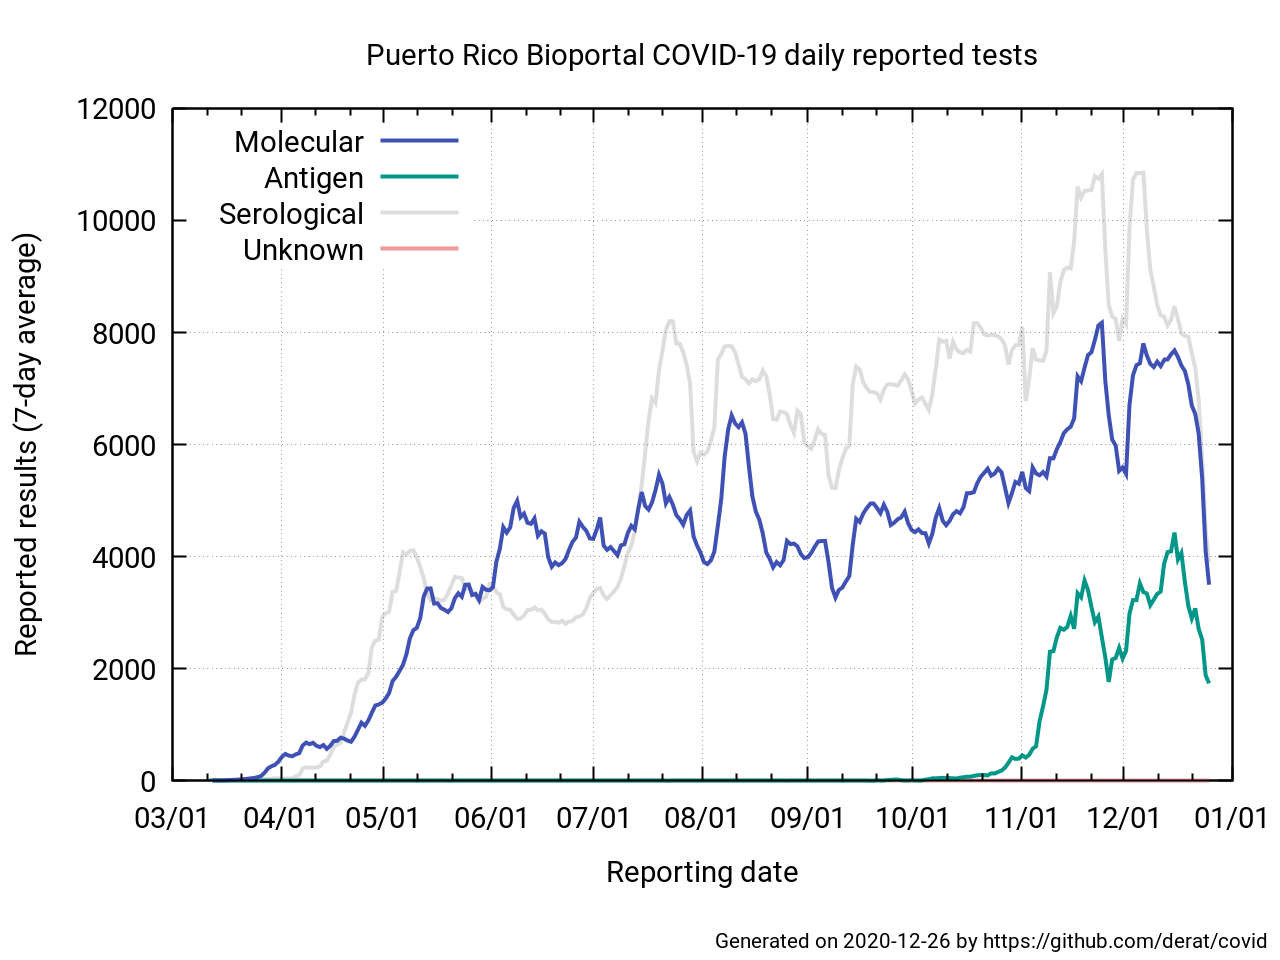 Puerto Rico Bioportal COVID-19 daily reported tests
12000
10000
8000
6000
4000
2000
0
Reported results (7-day average)
Molecular
Antigen
Serological
Unknown
03/01 04/01 05/01 06/01 07/01 08/01 09/01 10/01 11/01 12/01 01/01
Reporting date
Generated on 2020-12-26 by https://github.com/derat/covid